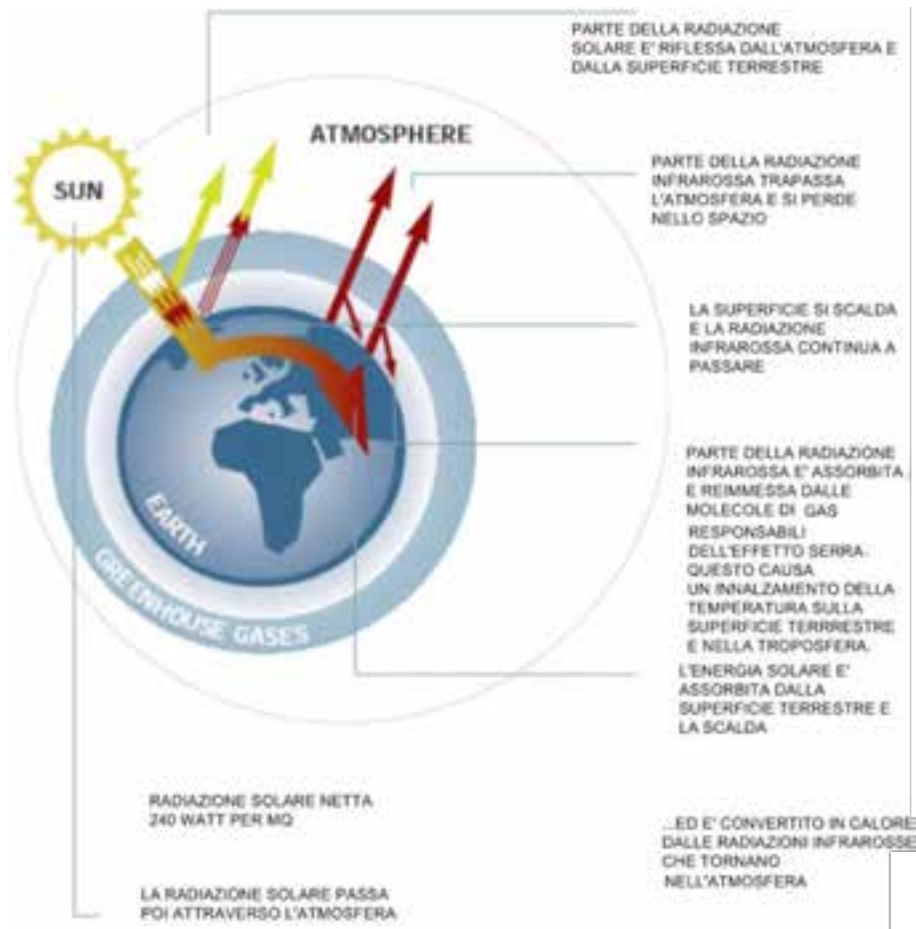 PARTE DELLA RADIAZIONE
SOLARE E' RIFLESSA DALL'ATMOSFERA E
DALLA SUPERFICIE TERRESTRE
ATMOSPHERE
SUN
PARTE DELLA RADIAZIONE
INFRAROSSA TRAPASSA
L'ATMOSFERA E SI PERDE
NELLO SPAZIO
LA SUPERFICIE SI SCALDA
E LA RADIAZIONE
INFRAROSSA CONTINUA A
PASSARE
PARTE DELLA RADIAZIONE
INFRAROSSA E' ASSORBITA
E REIMMESSA DALLE
MOLECOLE DI GAS
RESPONSABILI
DELL'EFFETTO SERRA.
QUESTO CAUSA
UN INNALZAMENTO DELLA
TEMPERATURA SULLA
SUPERFICIE TERRRESTRE
E NELLA TROPOSFERA.
EARTH
GREENHOUSE GASES
L'ENERGIA SOLARE E'
ASSORBITA DALLA
SUPERFICIE TERRESTRE E
LA SCALDA
RADIAZIONE SOLARE NETTA
240 WATT PER MQ
...ED E' CONVERTITO IN CALORE
DALLE RADIAZIONI INFRAROSSE
CHE TORNANO
NELL'ATMOSFERA
LA RADIAZIONE SOLARE PASSA
POI ATTRAVERSO L'ATMOSFERA